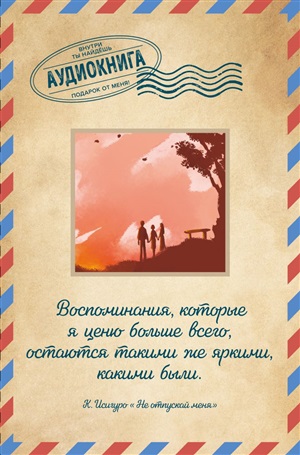 ВНУТРИ
ТЫ НАЙДЁШЬ
АУДИОКНИГА
ПОДАРОК ОТ МЕНЯ!
Воспоминания, которые
я ценю больше всего,
остаются такими же яркими,
какими были.
К. Исигуро «Не отпускай меня»